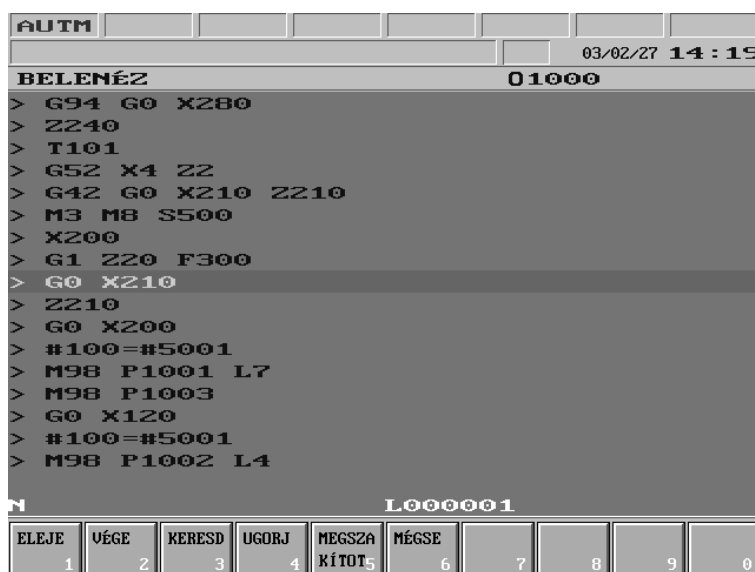 AUTM
03/02/27 14:15
BELENÉZ O1000
> G94 G0 X280
> Z240
> T101
> G52 X4 Z2
> G42 G0 X210 Z210
> M3 M8 S500
> X200
> G1 Z20 F300
> G0 X210
> Z210
> G0 X200
> #100=#5001
> M98 P1001 L7
> M98 P1003
> G0 X120
> #100=#5001
> M98 P1002 L4
N L000001
ELEJE VÉGE KERESD UGORJ MEGSZA MÉGSE
KÍTOT
1 2 3 4 5 6 7 8 9 0